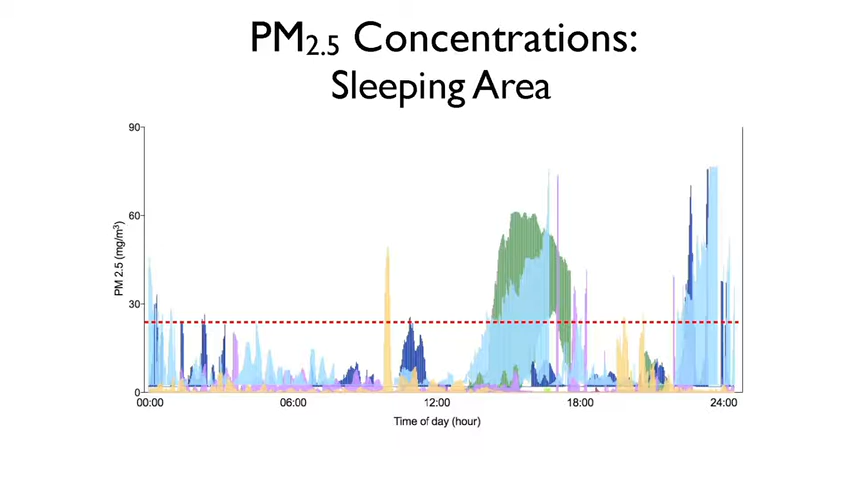 PM2.5 Concentrations:
Sleeping Area
90
60
30
0
PM 2.5 (mg/m³)
00:00 06:00 12:00 18:00 24:00
Time of day (hour)